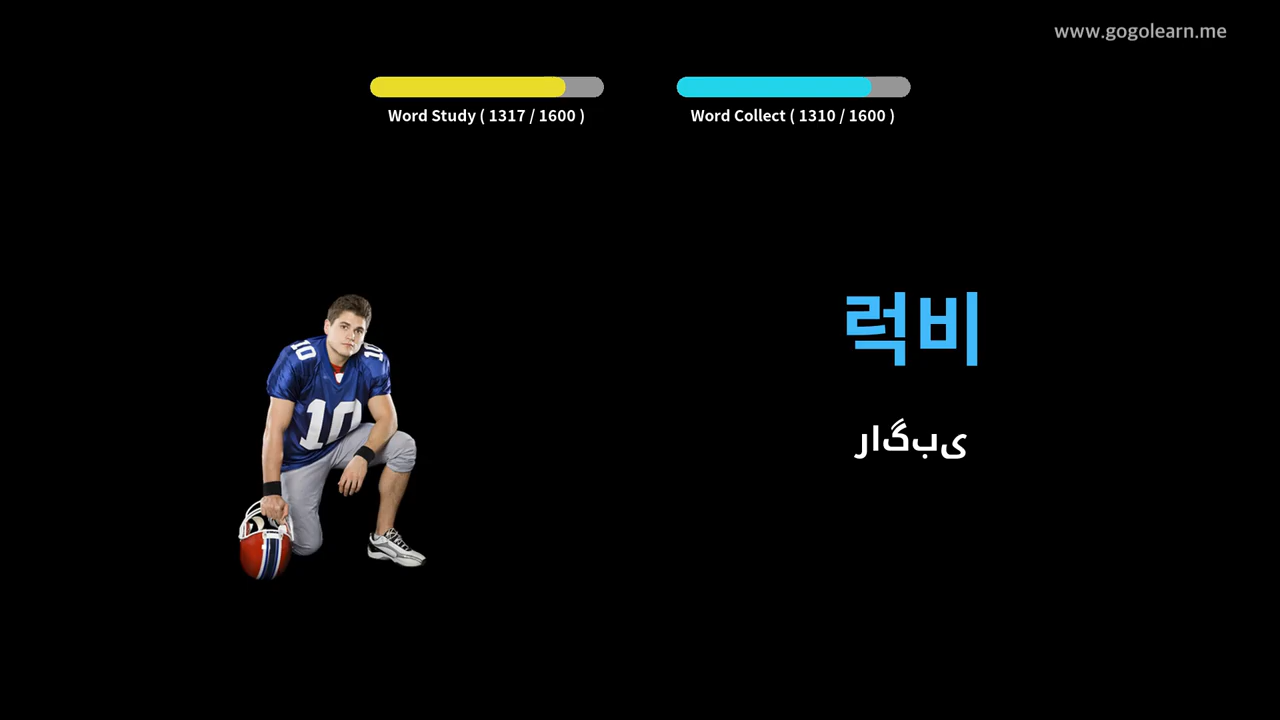 www.gogolearn.me
Word Study ( 1317 / 1600 )
Word Collect ( 1310 / 1600 )
럭비
راگبی
10
10
10